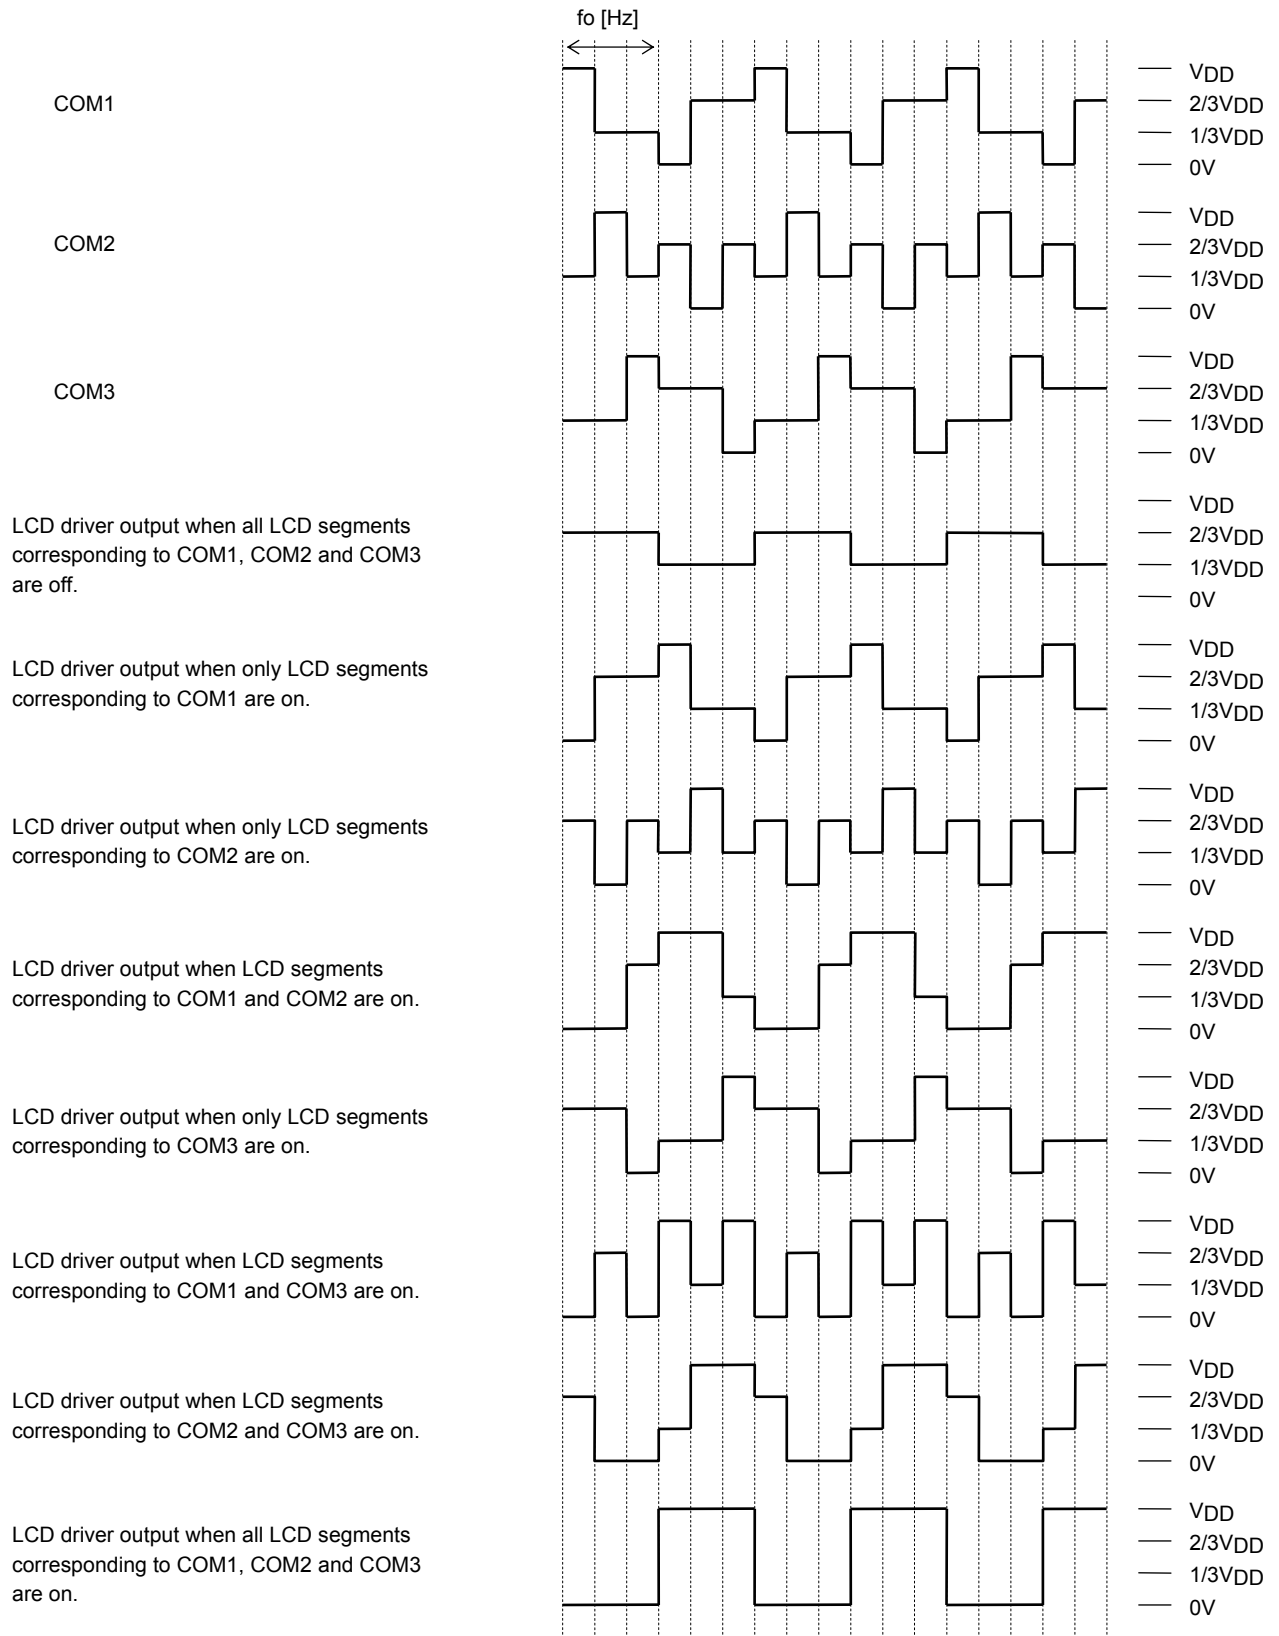 fo [Hz]
COM1
VDD
2/3VDD
1/3VDD
0V
COM2
VDD
2/3VDD
1/3VDD
0V
COM3
VDD
2/3VDD
1/3VDD
0V
LCD driver output when all LCD segments
corresponding to COM1, COM2 and COM3
are off.
VDD
2/3VDD
1/3VDD
0V
LCD driver output when only LCD segments
corresponding to COM1 are on.
VDD
2/3VDD
1/3VDD
0V
LCD driver output when only LCD segments
corresponding to COM2 are on.
VDD
2/3VDD
1/3VDD
0V
LCD driver output when LCD segments
corresponding to COM1 and COM2 are on.
VDD
2/3VDD
1/3VDD
0V
LCD driver output when only LCD segments
corresponding to COM3 are on.
VDD
2/3VDD
1/3VDD
0V
LCD driver output when LCD segments
corresponding to COM1 and COM3 are on.
VDD
2/3VDD
1/3VDD
0V
LCD driver output when LCD segments
corresponding to COM2 and COM3 are on.
VDD
2/3VDD
1/3VDD
0V
LCD driver output when all LCD segments
corresponding to COM1, COM2 and COM3
are on.
VDD
2/3VDD
1/3VDD
0V